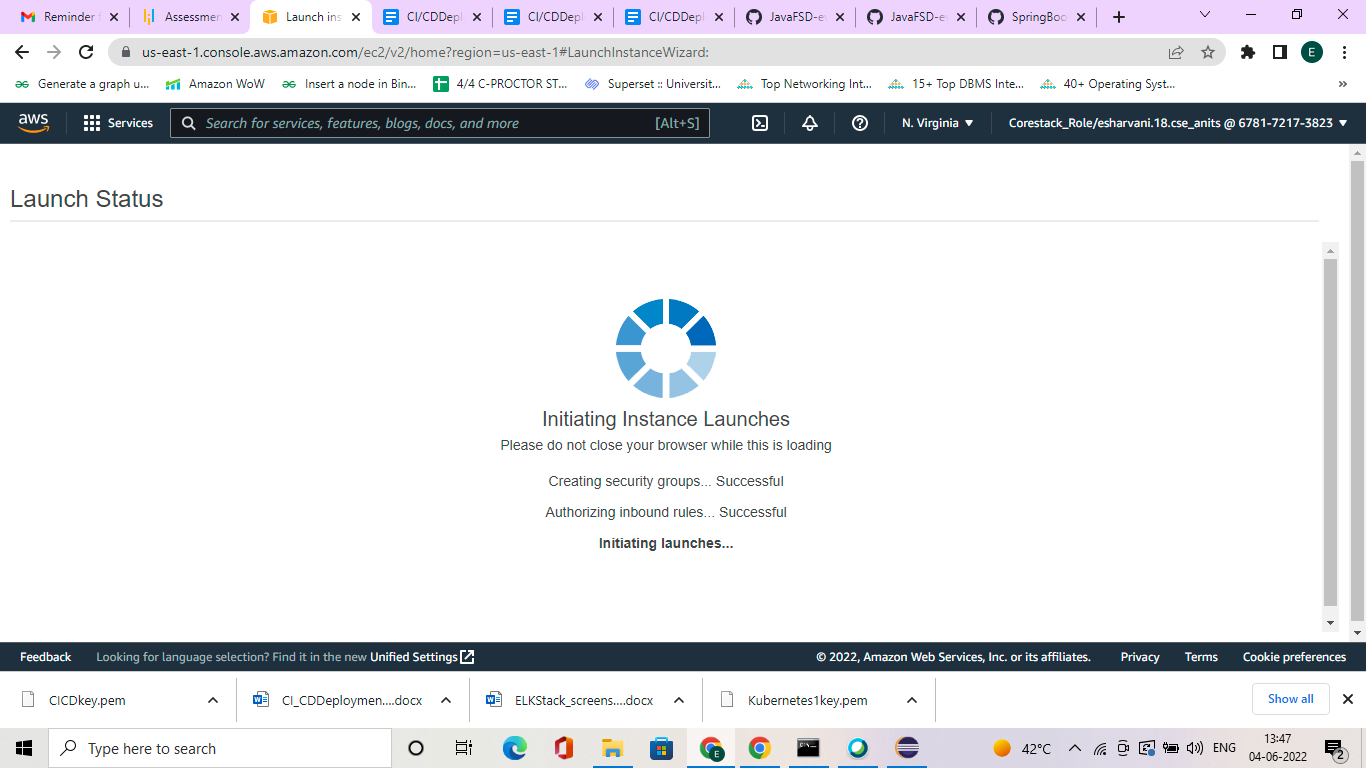 Reminder f
Assessmen
Launch ins
CI/CDDepl
CI/CDDepl
CI/CDDepl
JavaFSD-ev
JavaFSD-ev
SpringBoo
us-east-1.console.aws.amazon.com/ec2/v2/home?region=us-east-1#LaunchInstanceWizard:
E
Generate a graph u...
Amazon WoW
Insert a node in Bin...
4/4 C-PROCTOR ST...
Superset :: Universit...
Top Networking Int...
15+ Top DBMS Inte...
40+ Operating Syst...
»
aws
Services
Search for services, features, blogs, docs, and more
[Alt+S]
N. Virginia
Corestack_Role/esharvani.18.cse_anits @ 6781-7217-3823
Launch Status
Initiating Instance Launches
Please do not close your browser while this is loading
Creating security groups... Successful
Authorizing inbound rules... Successful
Initiating launches...
Feedback
Looking for language selection? Find it in the new Unified Settings
© 2022, Amazon Web Services, Inc. or its affiliates.
Privacy
Terms
Cookie preferences
CICDkey.pem
CI_CDDeploymen....docx
ELKStack_screens....docx
Kubernetes1key.pem
Show all
Type here to search
E
42°C
ENG
13:47
04-06-2022
2